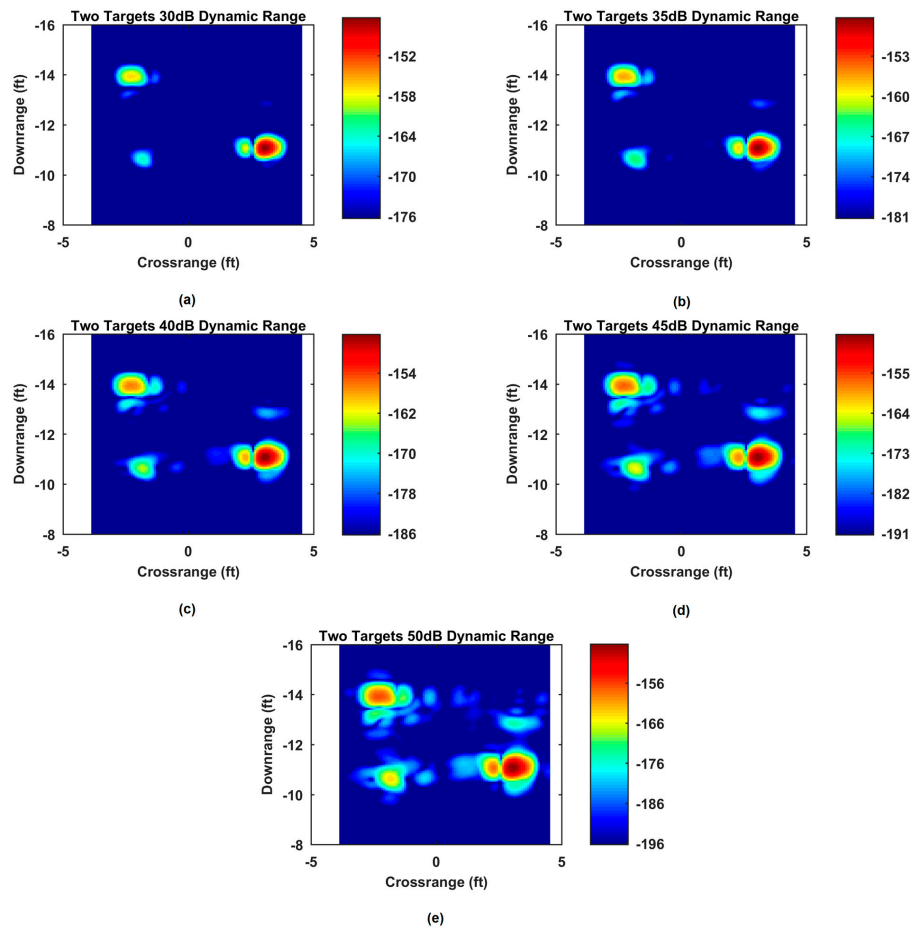 Two Targets 30dB Dynamic Range
-16
-14
-12
-10
-8
Downrange (ft)
-5 0 5
Crossrange (ft)
-152
-158
-164
-170
-176
(a)
Two Targets 35dB Dynamic Range
-16
-14
-12
-10
-8
Downrange (ft)
-5 0 5
Crossrange (ft)
-153
-160
-167
-174
-181
(b)
Two Targets 40dB Dynamic Range
-16
-14
-12
-10
-8
Downrange (ft)
-5 0 5
Crossrange (ft)
-154
-162
-170
-178
-186
(c)
Two Targets 45dB Dynamic Range
-16
-14
-12
-10
-8
Downrange (ft)
-5 0 5
Crossrange (ft)
-155
-164
-173
-182
-191
(d)
Two Targets 50dB Dynamic Range
-16
-14
-12
-10
-8
Downrange (ft)
-5 0 5
Crossrange (ft)
-156
-166
-176
-186
-196
(e)